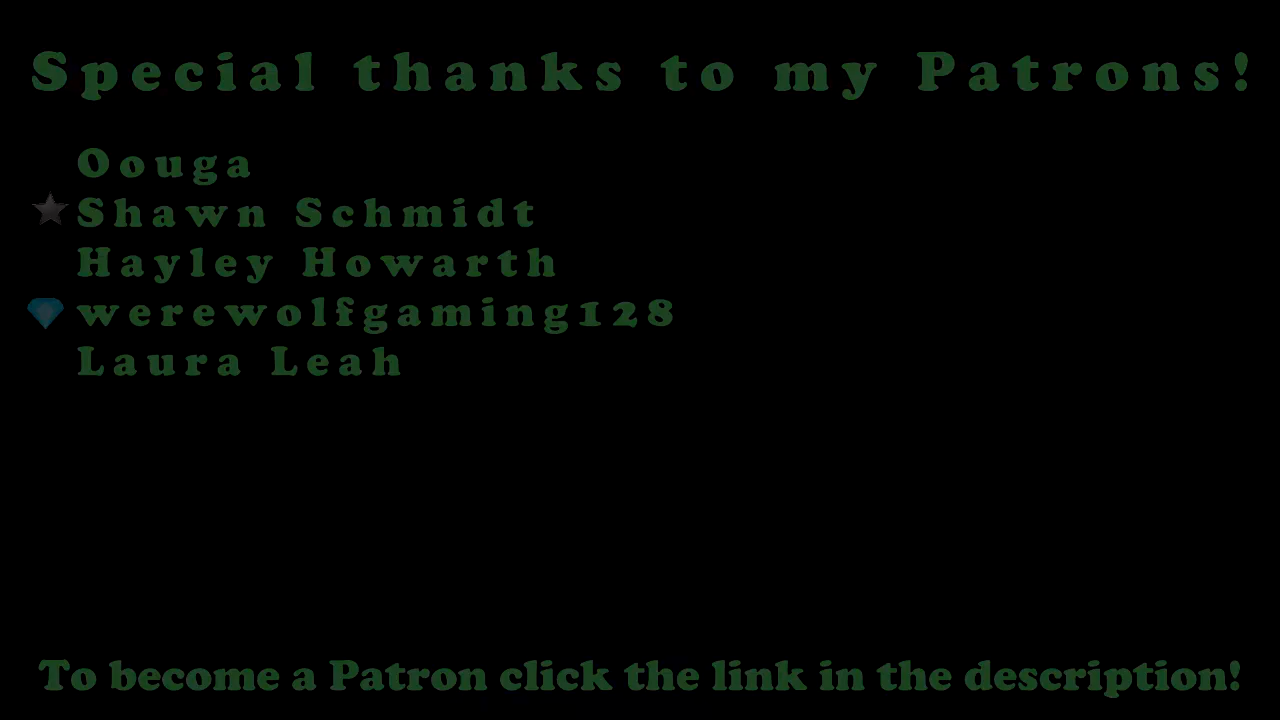 Special thanks to my Patrons!
Oouga
Shawn Schmidt
Hayley Howarth
werewolfgaming128
Laura Leah
To become a Patron click the link in the description!